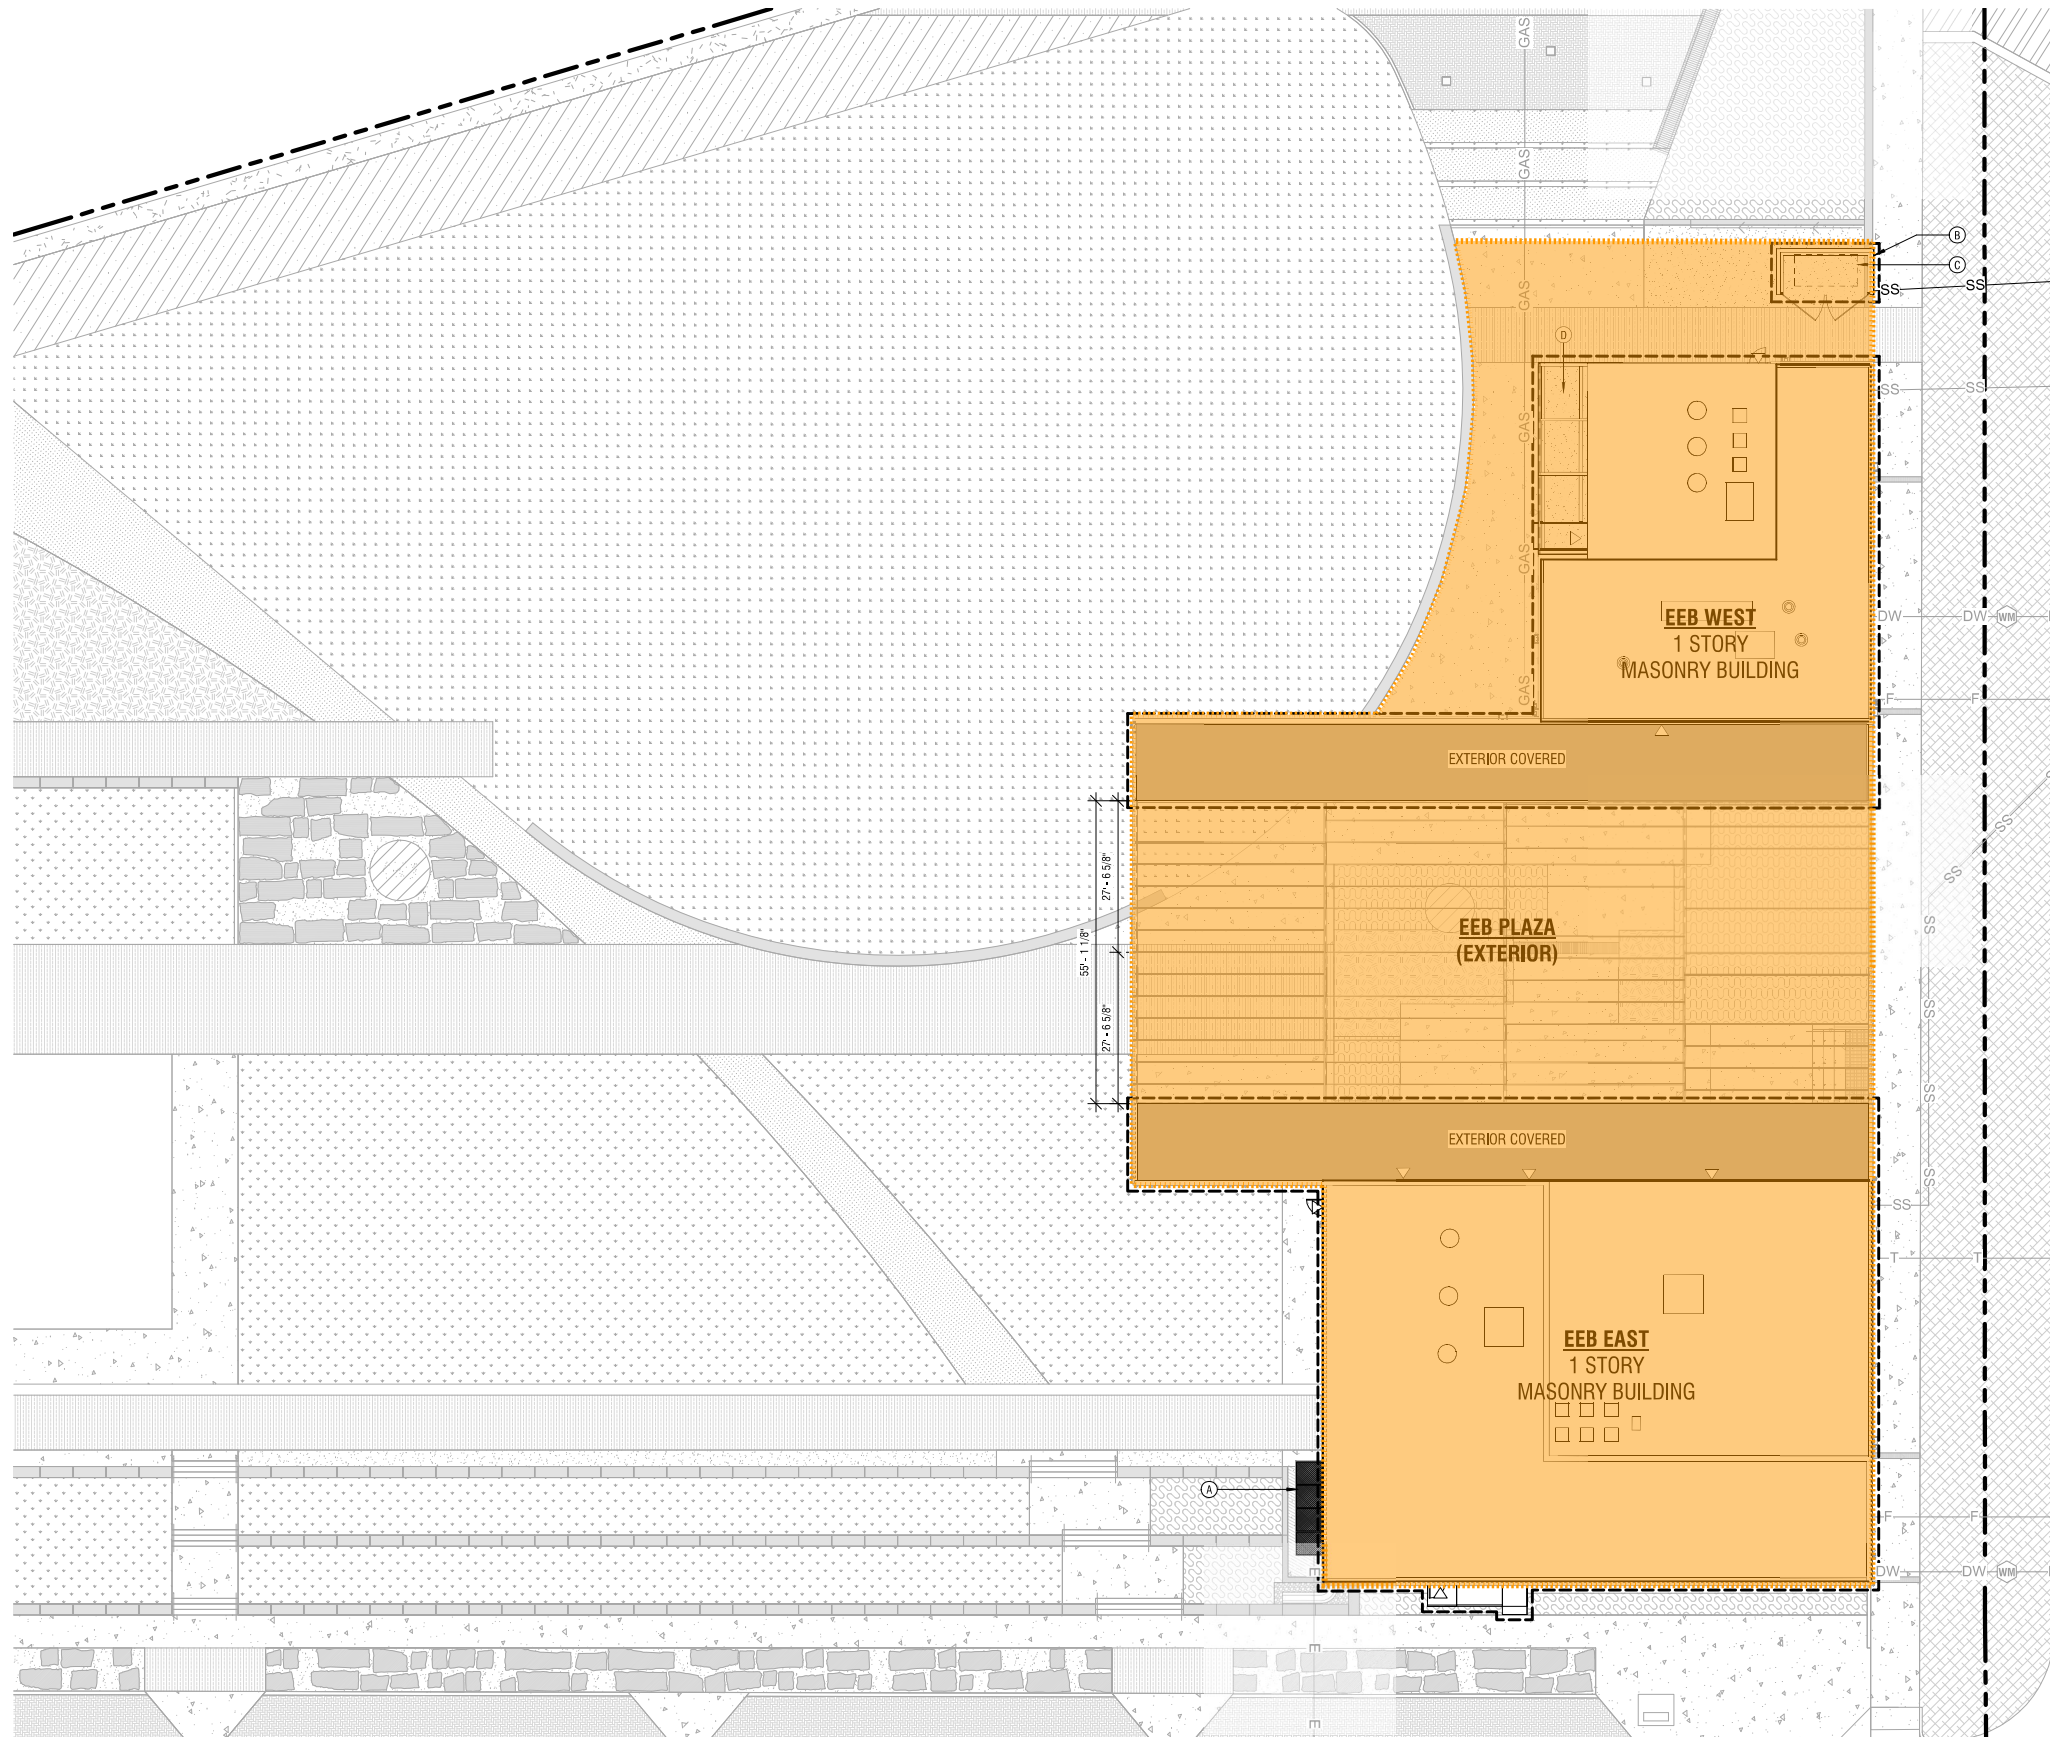 GAS
GAS
B
C
SS
SS
GAS
D
SS
SS
GAS
GAS
DW
DW
WM
EEB WEST
1 STORY
MASONRY BUILDING
GAS
F
F
EXTERIOR COVERED
SS
SS
27' - 6 5/8"
55' - 1 1/8"
27' - 6 5/8"
EEB PLAZA
(EXTERIOR)
SS
SS
SS
EXTERIOR COVERED
SS
SS
T
T
EEB EAST
1 STORY
MASONRY BUILDING
A
F
F
E
DW
DW
WM
E
E